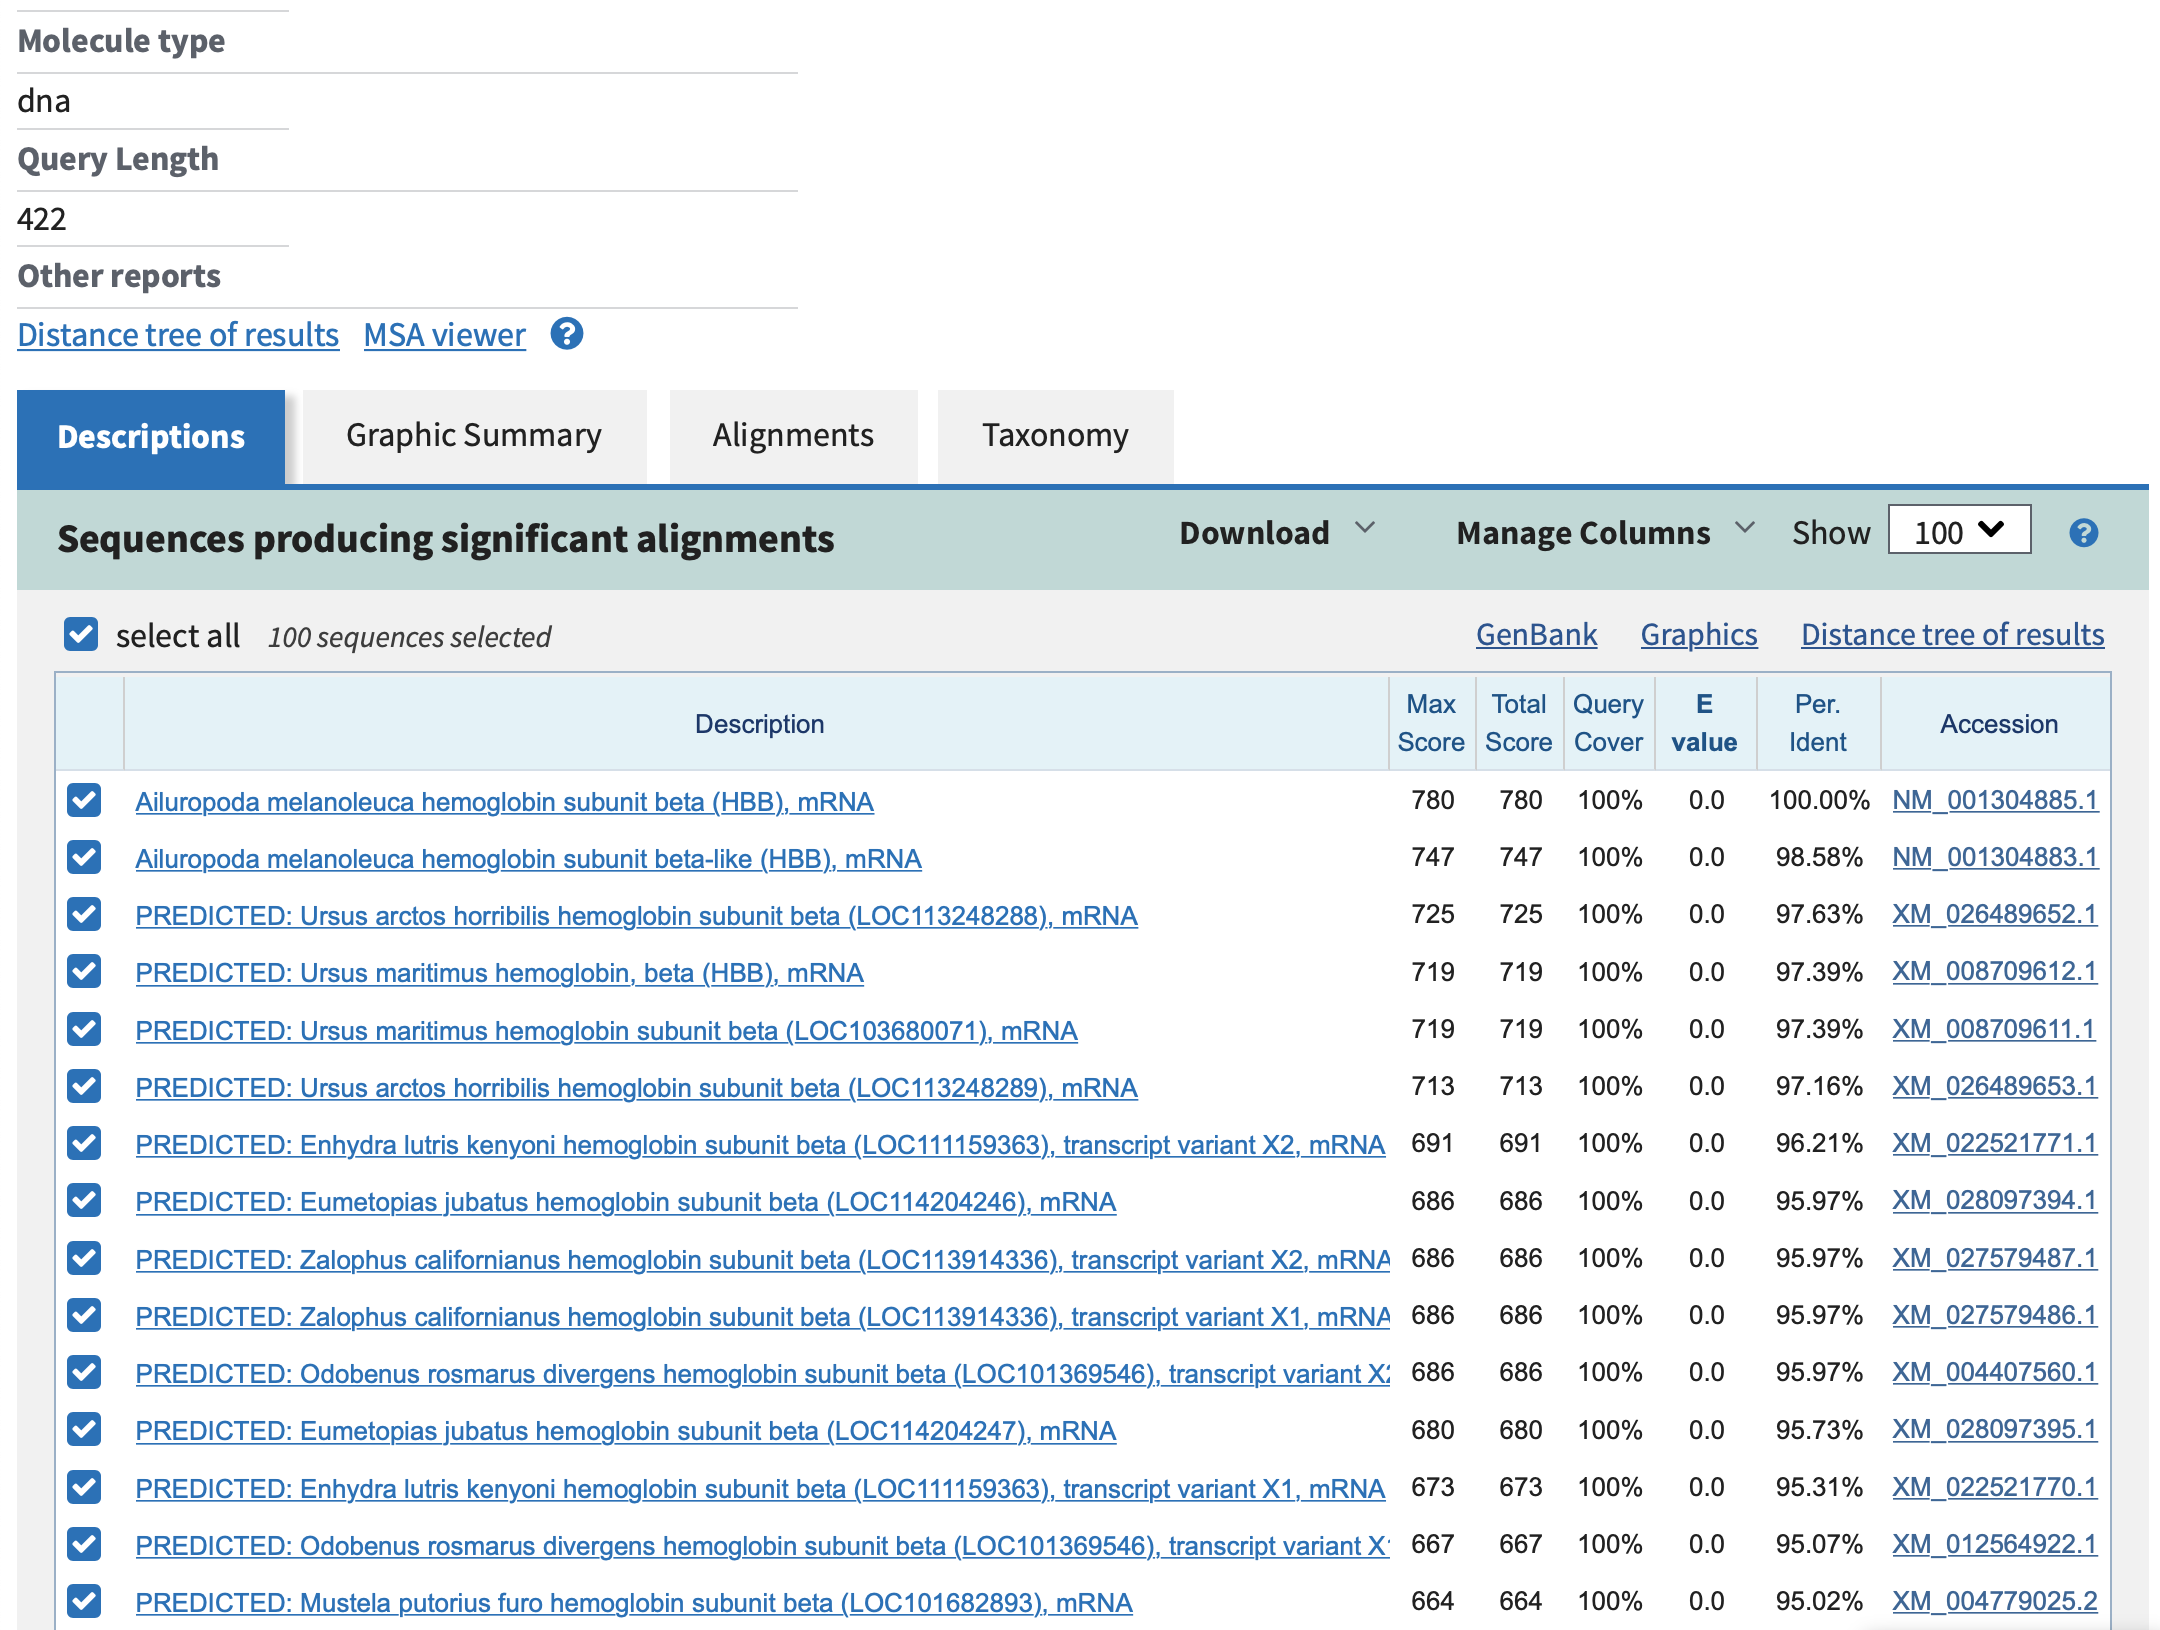 Molecule type
dna
Query Length
422
Other reports
Distance tree of results MSA viewer ?
Descriptions Graphic Summary Alignments Taxonomy
Sequences producing significant alignments Download Manage Columns Show 100 ?
select all 100 sequences selected GenBank Graphics Distance tree of results
Description Max Score Total Score Query Cover E value Per. Ident Accession
Ailuropoda melanoleuca hemoglobin subunit beta (HBB), mRNA 780 780 100% 0.0 100.00% NM_001304885.1
Ailuropoda melanoleuca hemoglobin subunit beta-like (HBB), mRNA 747 747 100% 0.0 98.58% NM_001304883.1
PREDICTED: Ursus arctos horribilis hemoglobin subunit beta (LOC113248288), mRNA 725 725 100% 0.0 97.63% XM_026489652.1
PREDICTED: Ursus maritimus hemoglobin, beta (HBB), mRNA 719 719 100% 0.0 97.39% XM_008709612.1
PREDICTED: Ursus maritimus hemoglobin subunit beta (LOC103680071), mRNA 719 719 100% 0.0 97.39% XM_008709611.1
PREDICTED: Ursus arctos horribilis hemoglobin subunit beta (LOC113248289), mRNA 713 713 100% 0.0 97.16% XM_026489653.1
PREDICTED: Enhydra lutris kenyoni hemoglobin subunit beta (LOC111159363), transcript variant X2, mRNA 691 691 100% 0.0 96.21% XM_022521771.1
PREDICTED: Eumetopias jubatus hemoglobin subunit beta (LOC114204246), mRNA 686 686 100% 0.0 95.97% XM_028097394.1
PREDICTED: Zalophus californianus hemoglobin subunit beta (LOC113914336), transcript variant X2, mRNA 686 686 100% 0.0 95.97% XM_027579487.1
PREDICTED: Zalophus californianus hemoglobin subunit beta (LOC113914336), transcript variant X1, mRNA 686 686 100% 0.0 95.97% XM_027579486.1
PREDICTED: Odobenus rosmarus divergens hemoglobin subunit beta (LOC101369546), transcript variant X2 686 686 100% 0.0 95.97% XM_004407560.1
PREDICTED: Eumetopias jubatus hemoglobin subunit beta (LOC114204247), mRNA 680 680 100% 0.0 95.73% XM_028097395.1
PREDICTED: Enhydra lutris kenyoni hemoglobin subunit beta (LOC111159363), transcript variant X1, mRNA 673 673 100% 0.0 95.31% XM_022521770.1
PREDICTED: Odobenus rosmarus divergens hemoglobin subunit beta (LOC101369546), transcript variant X1 667 667 100% 0.0 95.07% XM_012564922.1
PREDICTED: Mustela putorius furo hemoglobin subunit beta (LOC101682893), mRNA 664 664 100% 0.0 95.02% XM_004779025.2